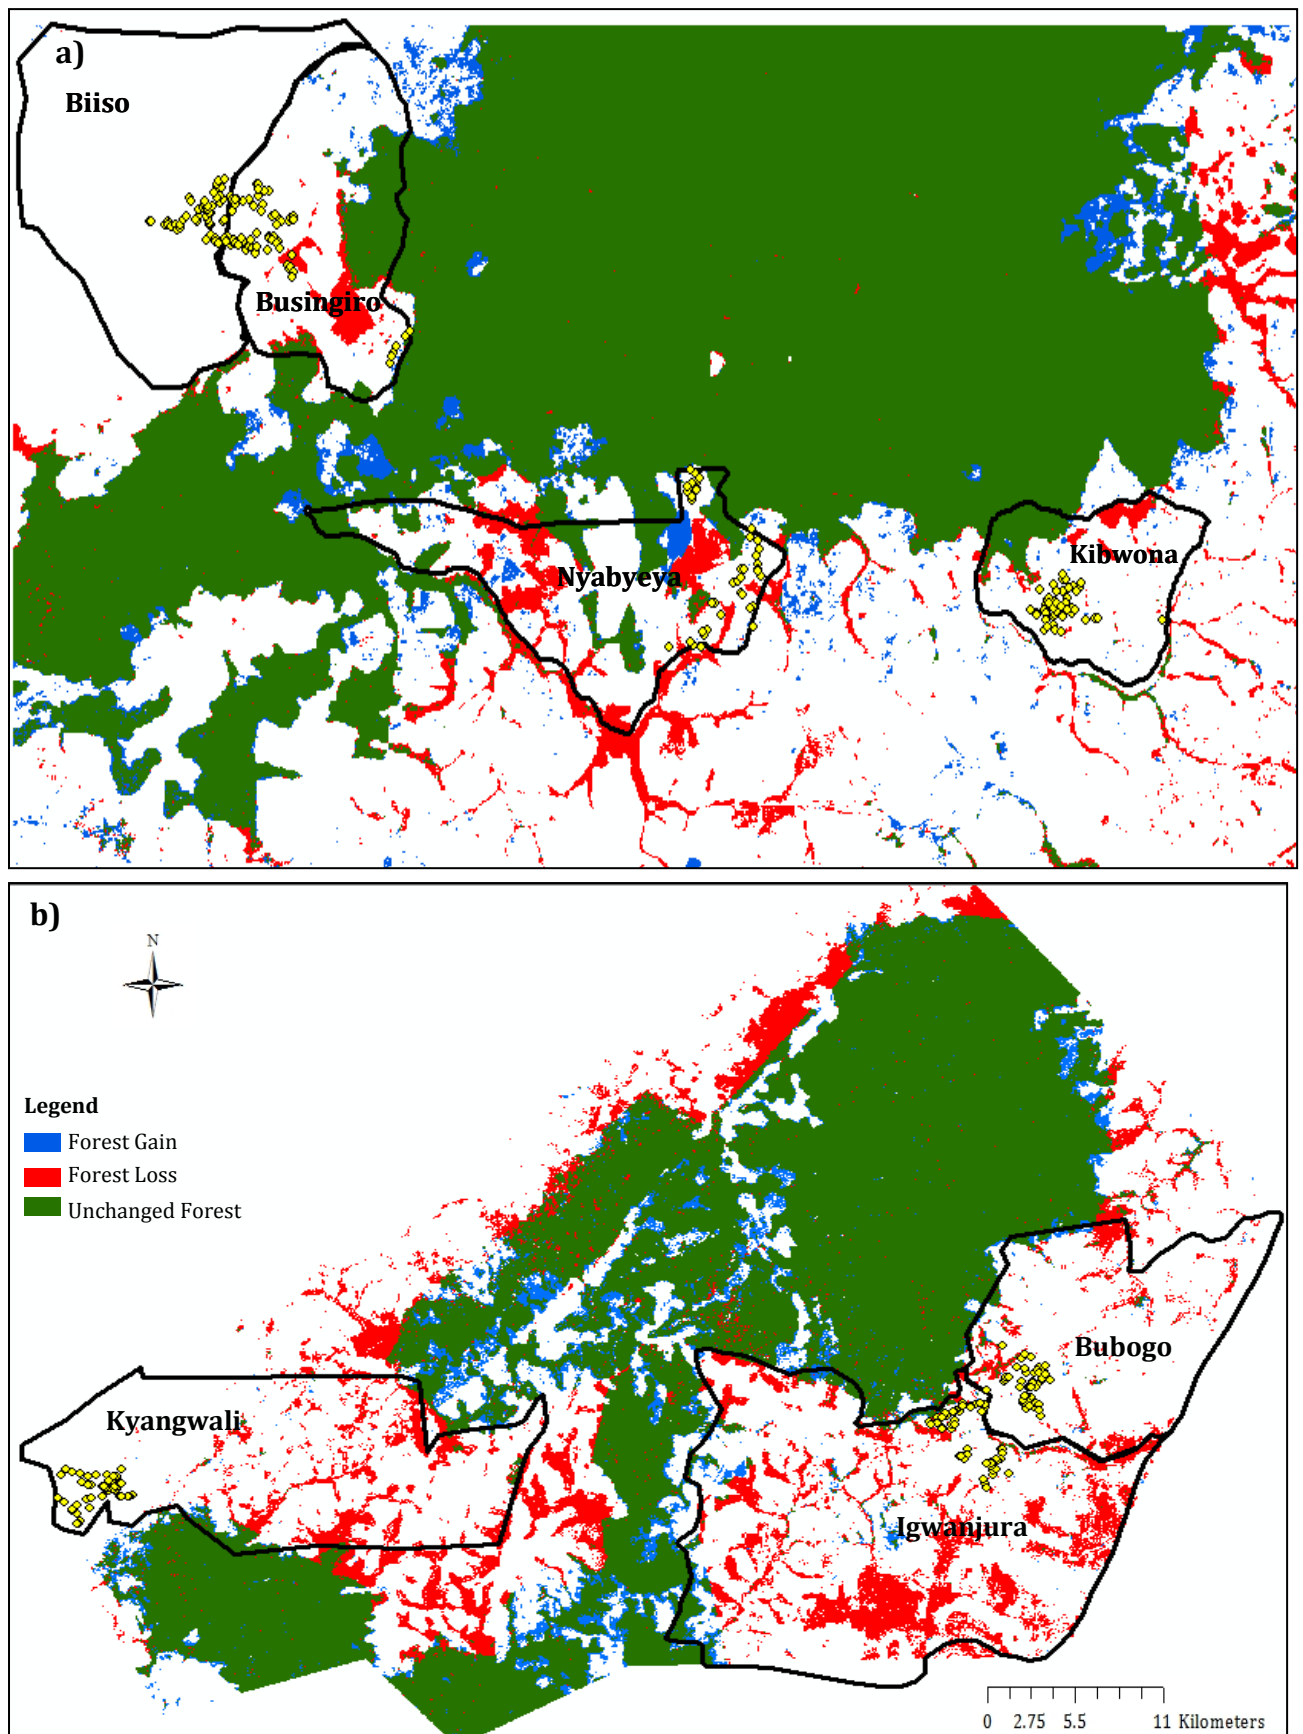 a)
Biiso
Busingiro
Nyabyeya
Kibwona
b)
N
Legend
Forest Gain
Forest Loss
Unchanged Forest
Bubogo
Kyangwali
Igwanjura
0 2.75 5.5 11 Kilometers